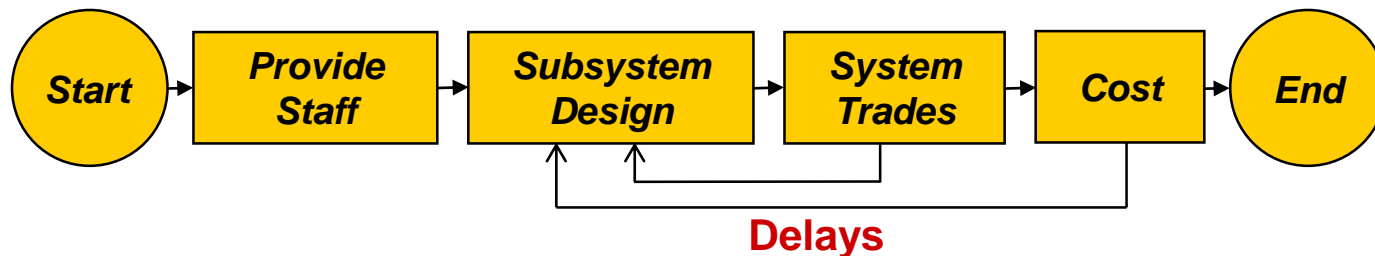 Start
Provide
Staff
Subsystem
Design
System
Trades
Cost
End
Delays